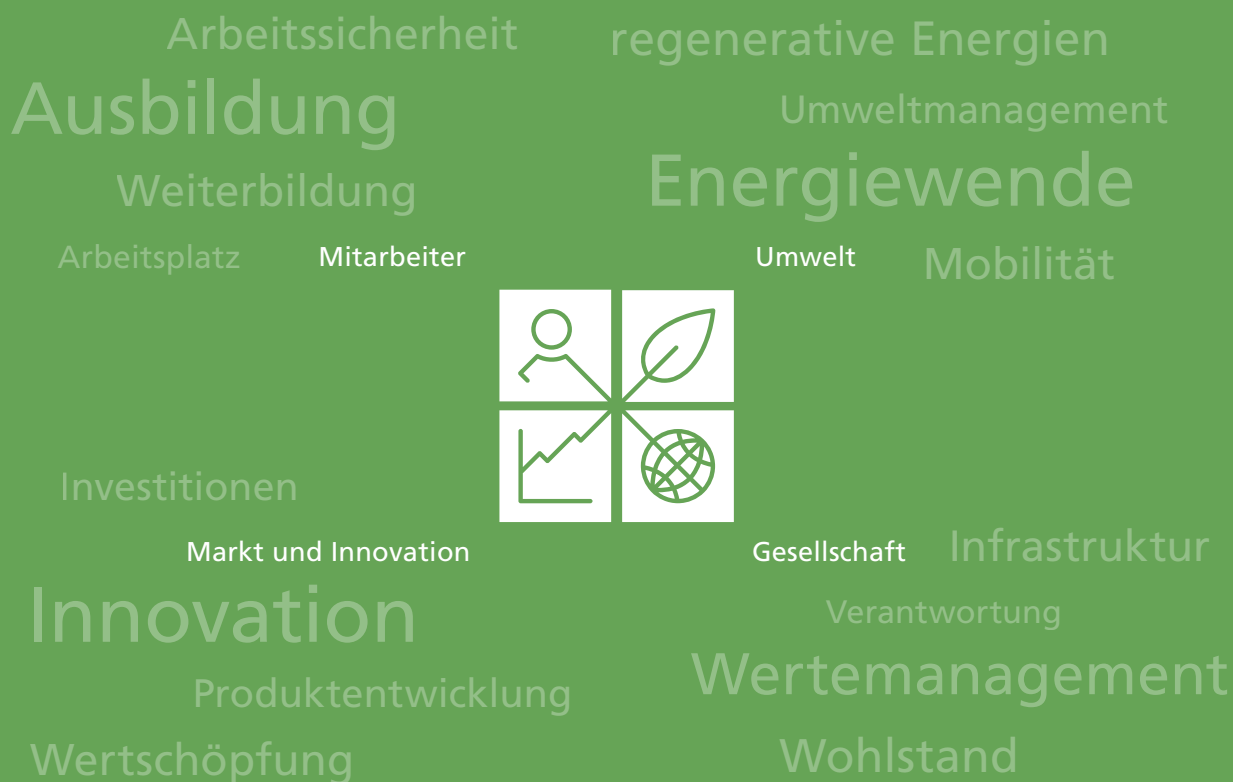 Arbeitssicherheit
regenerative Energien
Ausbildung
Umweltmanagement
Weiterbildung
Energiewende
Arbeitsplatz
Mitarbeiter
Umwelt
Mobilität
Investitionen
Markt und Innovation
Gesellschaft
Infrastruktur
Innovation
Verantwortung
Produktentwicklung
Wertemanagement
Wertschöpfung
Wohlstand